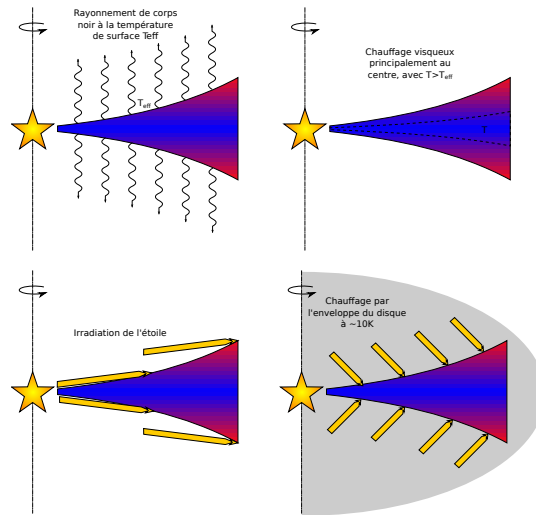 Rayonnement de corps
noir à la température
de surface Teff
Teff
Chauffage visqueux
principalement au
centre, avec T>Teff
T
Irradiation de l'étoile
Chauffage par
l'enveloppe du disque
à ~10K